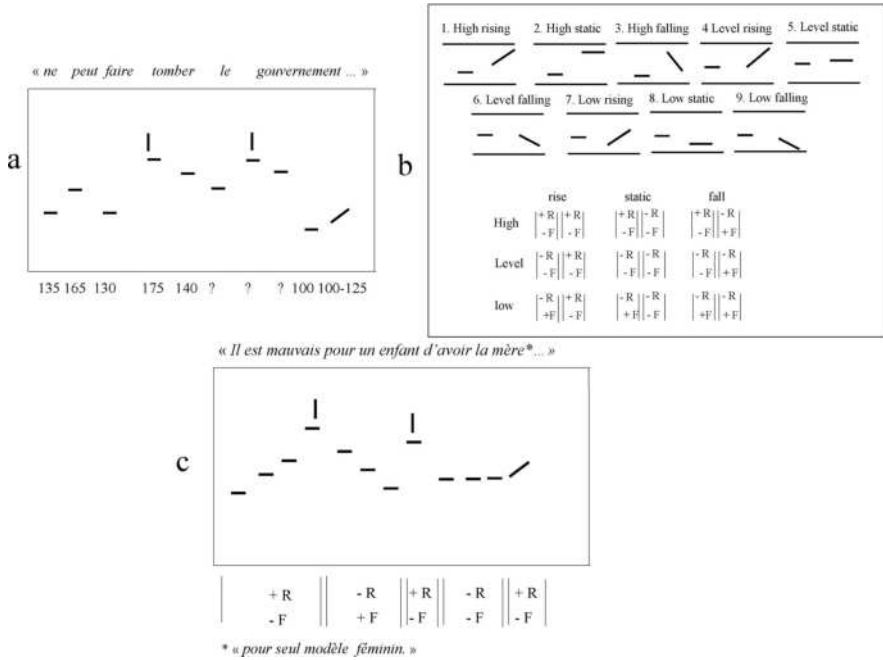 « ne peut faire tomber le gouvernement ... »
a
135 165 130 175 140 ? ? ? 100 100-125
b
1. High rising 2. High static 3. High falling 4 Level rising 5. Level static
6. Level falling 7. Low rising 8. Low static 9. Low falling
rise static fall
High |+ R||+ R| |+ R||- R| |+ R||- R|
|- F||- F| |- F||- F| |- F||+ F|
Level |- R||+ R| |- R||- R| |- R||- R|
|- F||- F| |- F||- F| |- F||+ F|
low |- R||+ R| |- R||- R| |- R||- R|
|+F||- F| |+ F||- F| |+ F||+ F|
« Il est mauvais pour un enfant d'avoir la mère*... »
c
| + R || - R || + R || - R || + R |
| - F || + F || - F || - F || - F |
* « pour seul modèle féminin. »